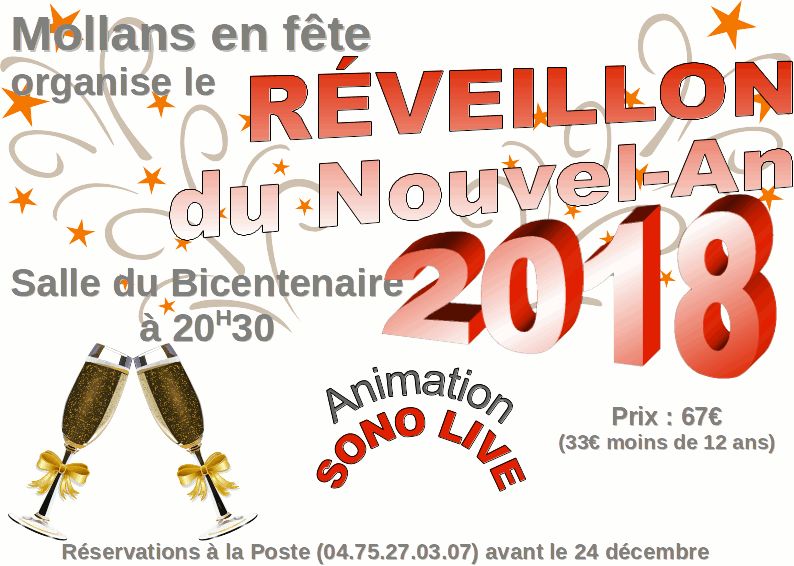 Mollans en fête
organise le
RÉVEILLON
du Nouvel-An
2018
Salle du Bicentenaire
à 20H30
Animation
SONO LIVE
Prix : 67€
(33€ moins de 12 ans)
Réservations à la Poste (04.75.27.03.07) avant le 24 décembre